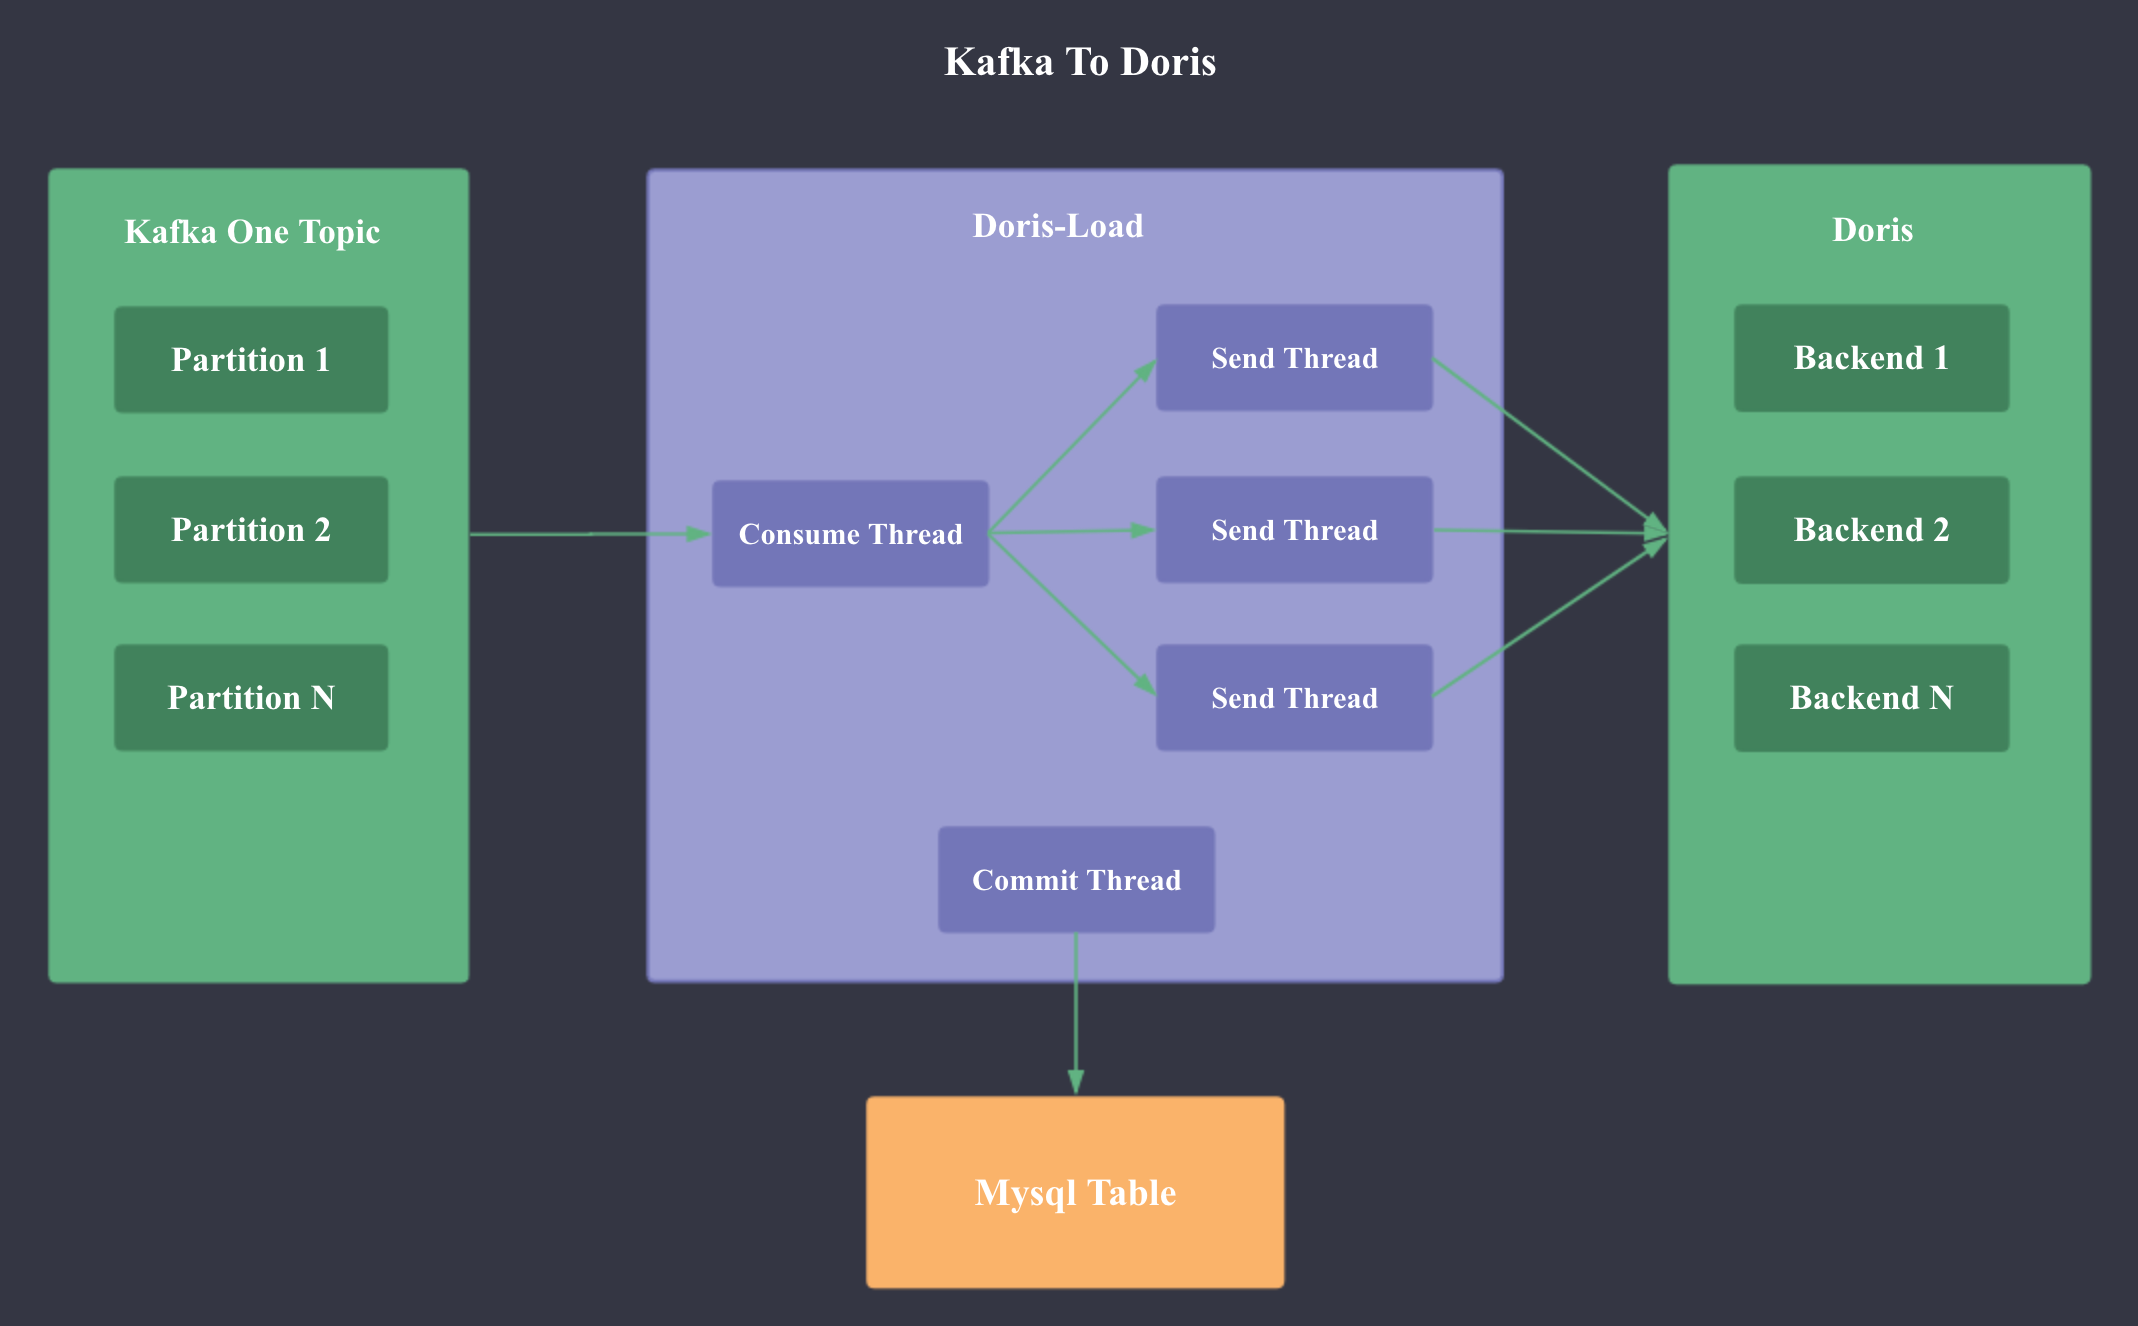 Kafka To Doris
Kafka One Topic
Partition 1
Partition 2
Partition N
Doris-Load
Consume Thread
Send Thread
Send Thread
Send Thread
Commit Thread
Doris
Backend 1
Backend 2
Backend N
Mysql Table